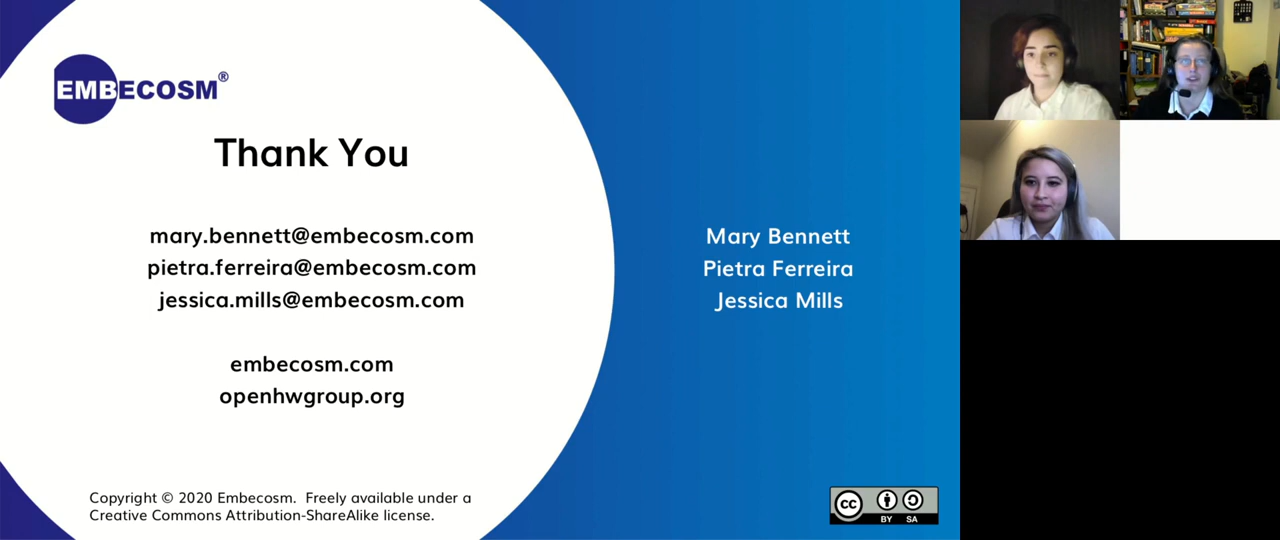 EMBECOSM®
Thank You
mary.bennett@embecosm.com
pietra.ferreira@embecosm.com
jessica.mills@embecosm.com
embecosm.com
openhwgroup.org
Mary Bennett
Pietra Ferreira
Jessica Mills
Copyright © 2020 Embecosm. Freely available under a
Creative Commons Attribution-ShareAlike license.
cc
BY SA